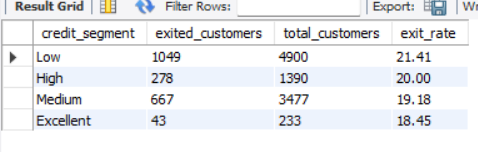 Result Grid Filter Rows: Export: Wr
credit_segment exited_customers total_customers exit_rate
Low 1049 4900 21.41
High 278 1390 20.00
Medium 667 3477 19.18
Excellent 43 233 18.45